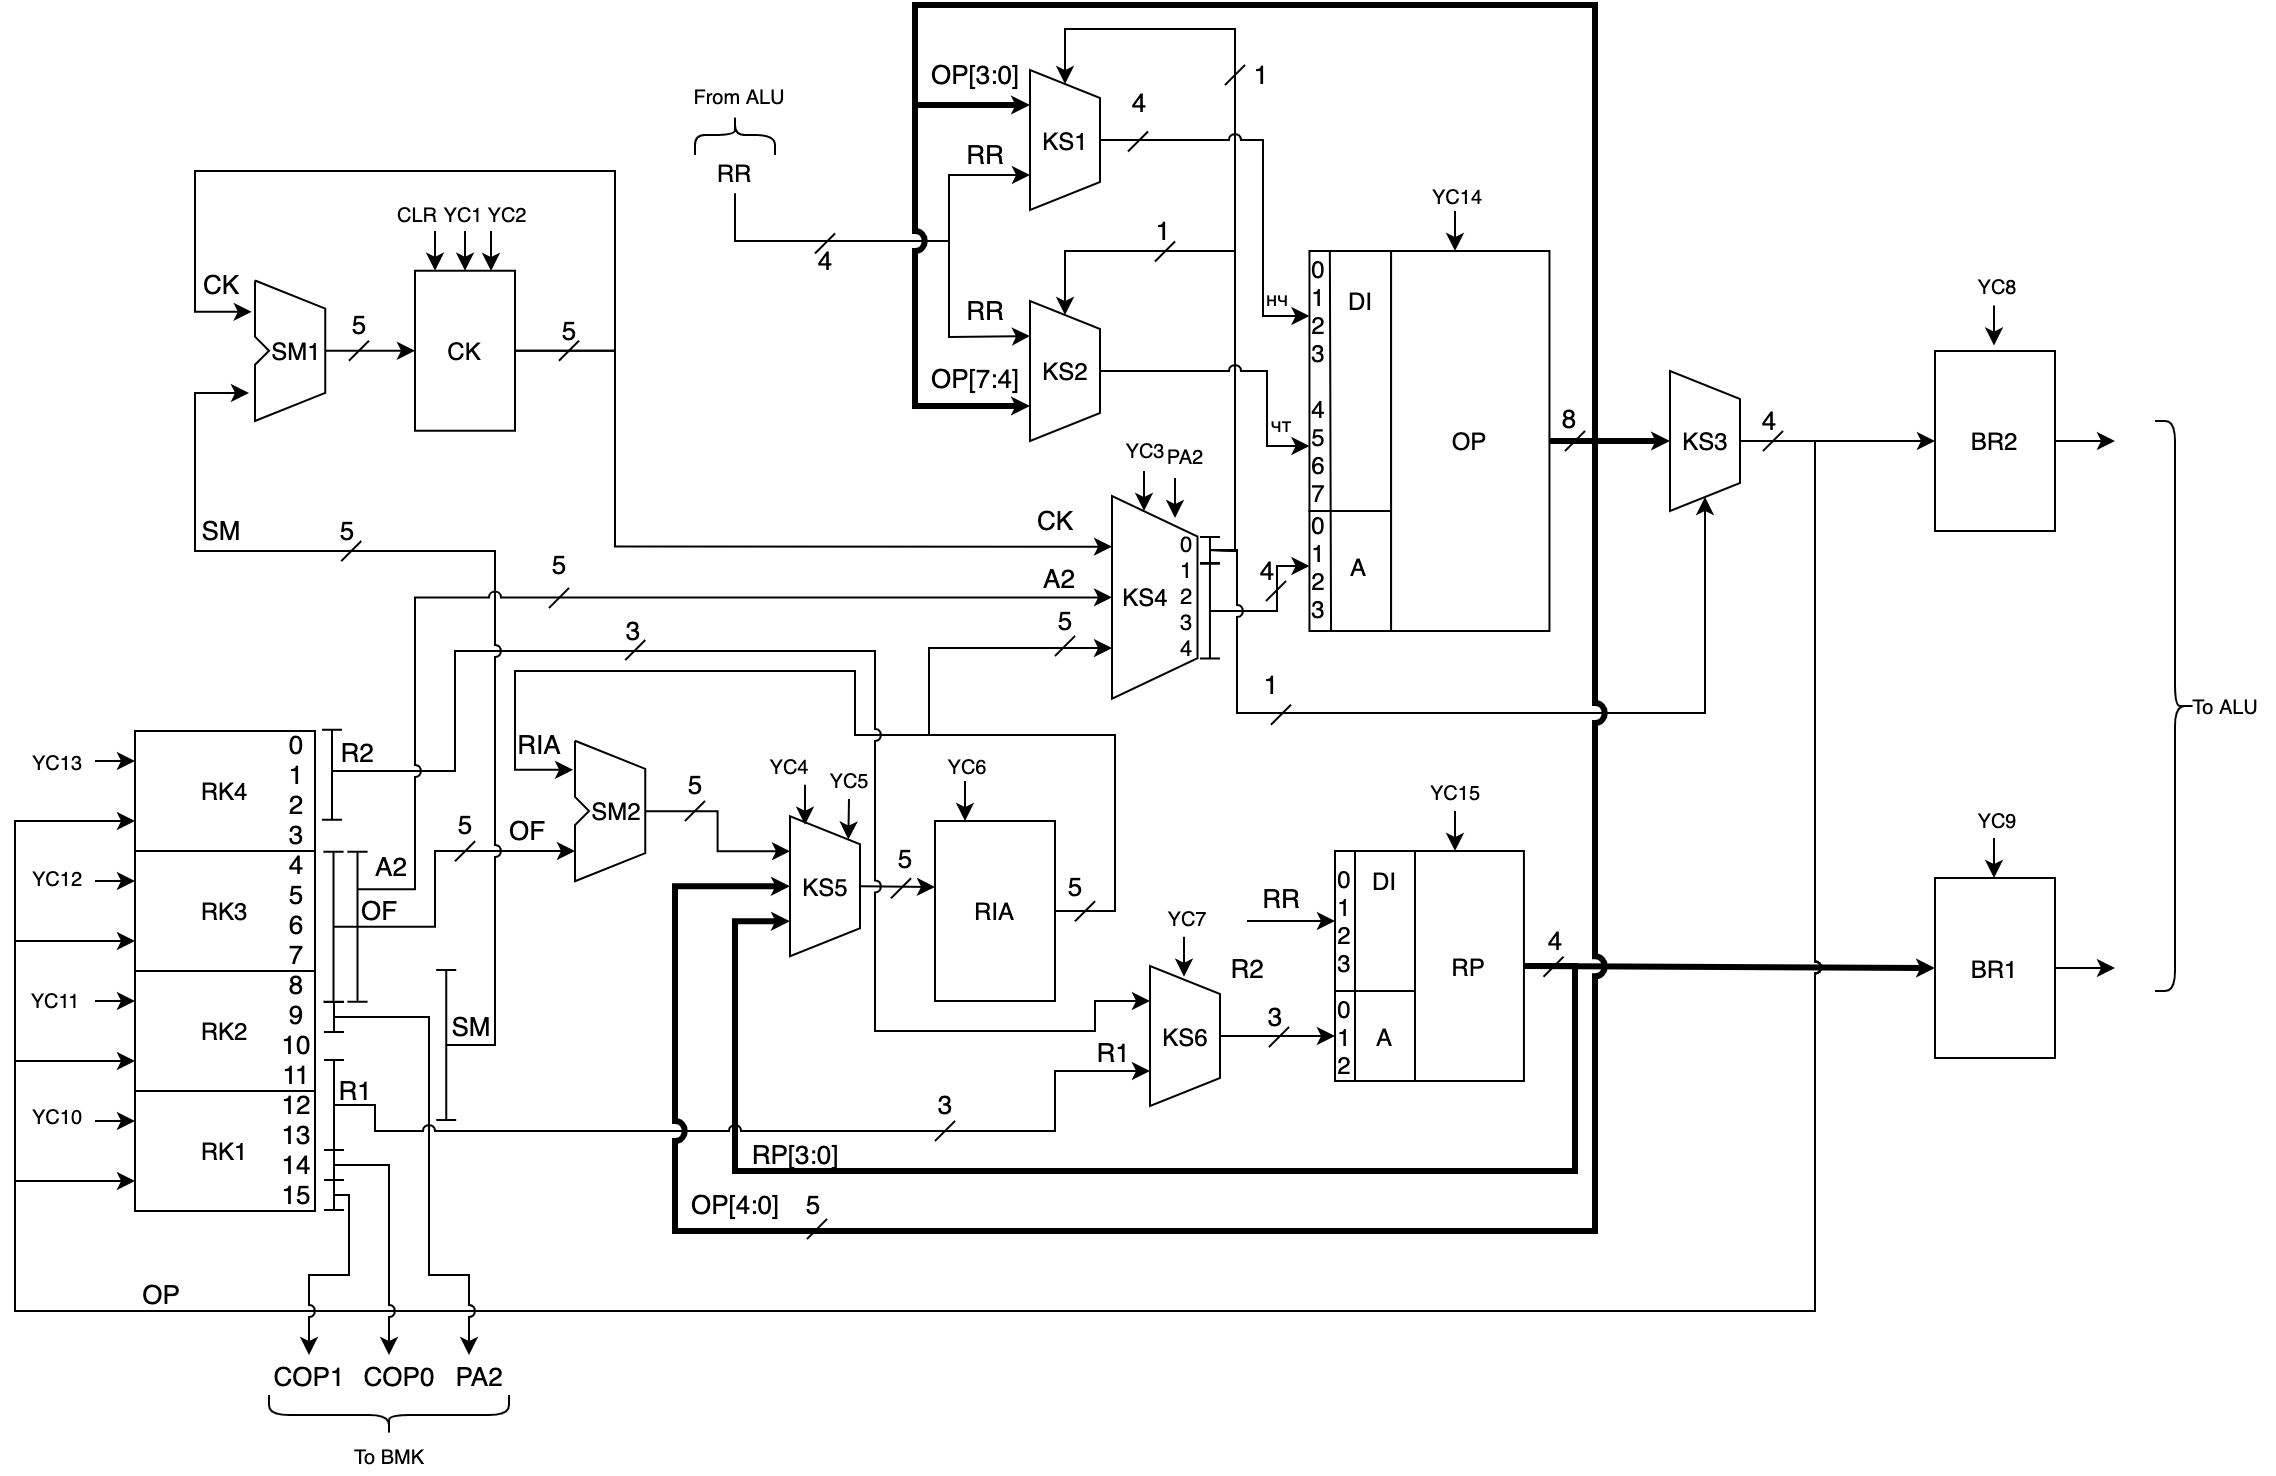 OP[3:0]
1
From ALU
4
KS1
RR
RR
YC14
CLR YC1 YC2
1
4
0
1
2
3
4
5
6
7
DI
нч
CK
RR
YC8
5
5
SM1
CK
KS2
OP[7:4]
чт
8
4
OP
KS3
BR2
YC3 PA2
CK
0
1
2
3
A
SM
5
5
A2
KS4
0
1
2
3
4
4
3
5
1
To ALU
YC13
RK4
0
1
2
3
R2
RIA
YC4
YC5
YC6
YC15
5
SM2
YC9
5
OF
YC12
RK3
4
5
6
7
A2
OF
KS5
5
RIA
5
RR
0
1
2
3
DI
YC7
4
RP
BR1
R2
YC11
RK2
8
9
10
11
SM
KS6
3
0
1
2
A
R1
R1
YC10
RK1
12
13
14
15
3
RP[3:0]
OP[4:0] 5
OP
COP1 COP0 PA2
To BMK